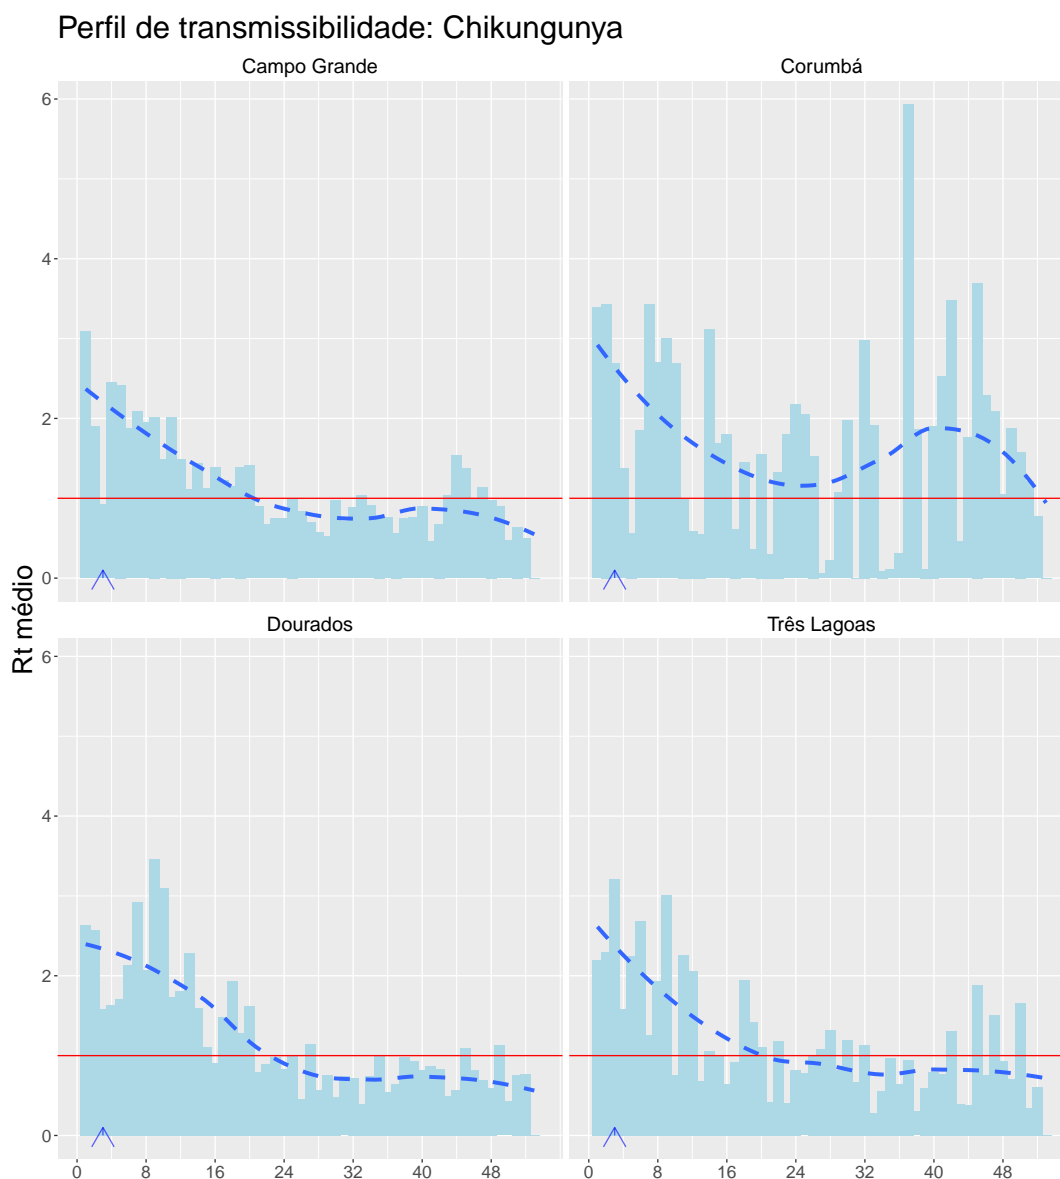 Perfil de transmissibilidade: Chikungunya
Campo Grande
Corumbá
6
4
2
0
Rt médio
Dourados
Três Lagoas
6
4
2
0
0 8 16 24 32 40 48
0 8 16 24 32 40 48